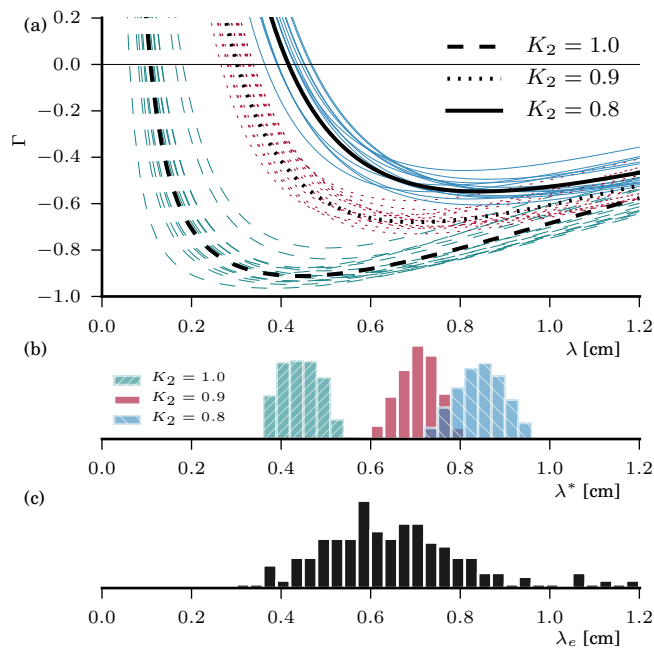 (a)
0.2
0.0
−0.2
−0.4
−0.6
−0.8
−1.0
Γ
K₂ = 1.0
K₂ = 0.9
K₂ = 0.8
0.0 0.2 0.4 0.6 0.8 1.0 1.2
λ [cm]
(b)
K₂ = 1.0
K₂ = 0.9
K₂ = 0.8
0.0 0.2 0.4 0.6 0.8 1.0 1.2
λ* [cm]
(c)
0.0 0.2 0.4 0.6 0.8 1.0 1.2
λₑ [cm]